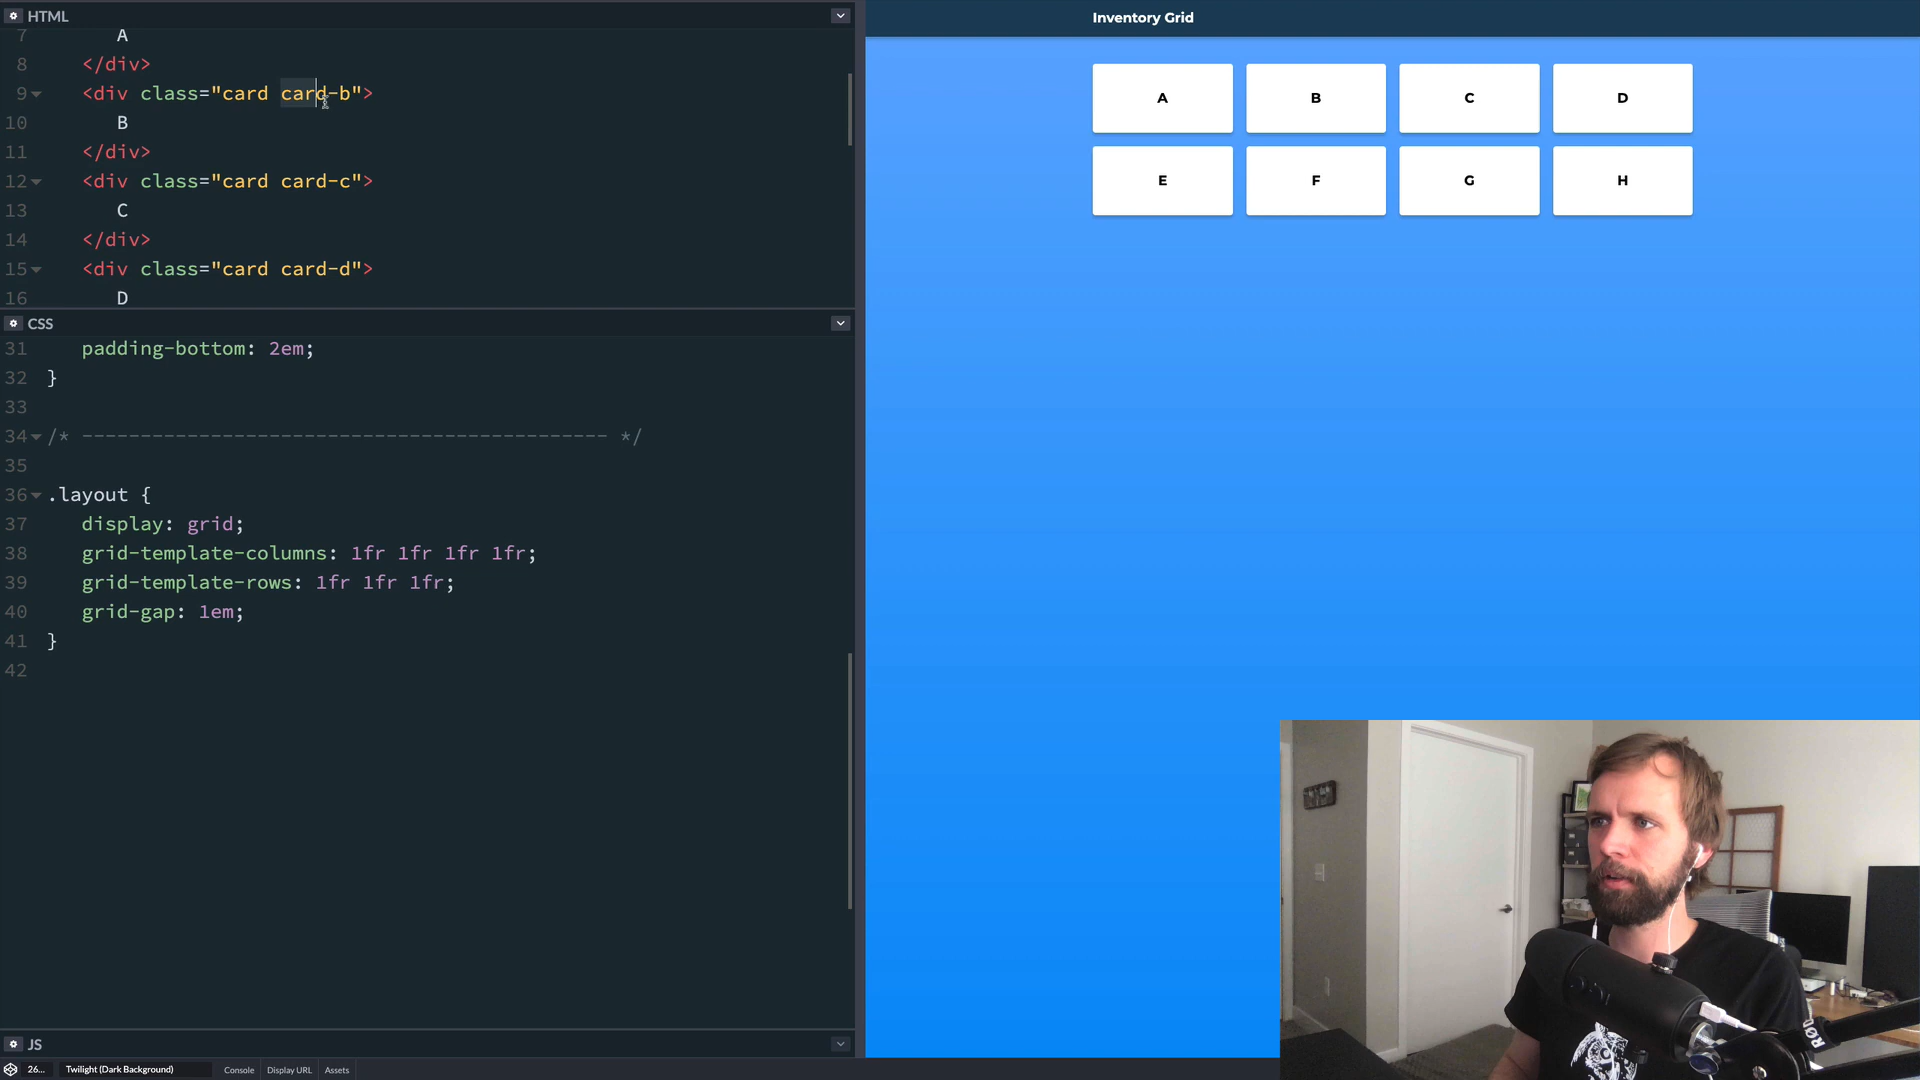 HTML
7 A
8 </div>
9 <div class="card card-b">
10 B
11 </div>
12 <div class="card card-c">
13 C
14 </div>
15 <div class="card card-d">
16 D
CSS
31 padding-bottom: 2em;
32 }
33
34 /* --------------------------------------------- */
35
36 .layout {
37 display: grid;
38 grid-template-columns: 1fr 1fr 1fr 1fr;
39 grid-template-rows: 1fr 1fr 1fr;
40 grid-gap: 1em;
41 }
42
JS
26... Twilight (Dark Background) Console Display URL Assets
Inventory Grid
A B C D
E F G H